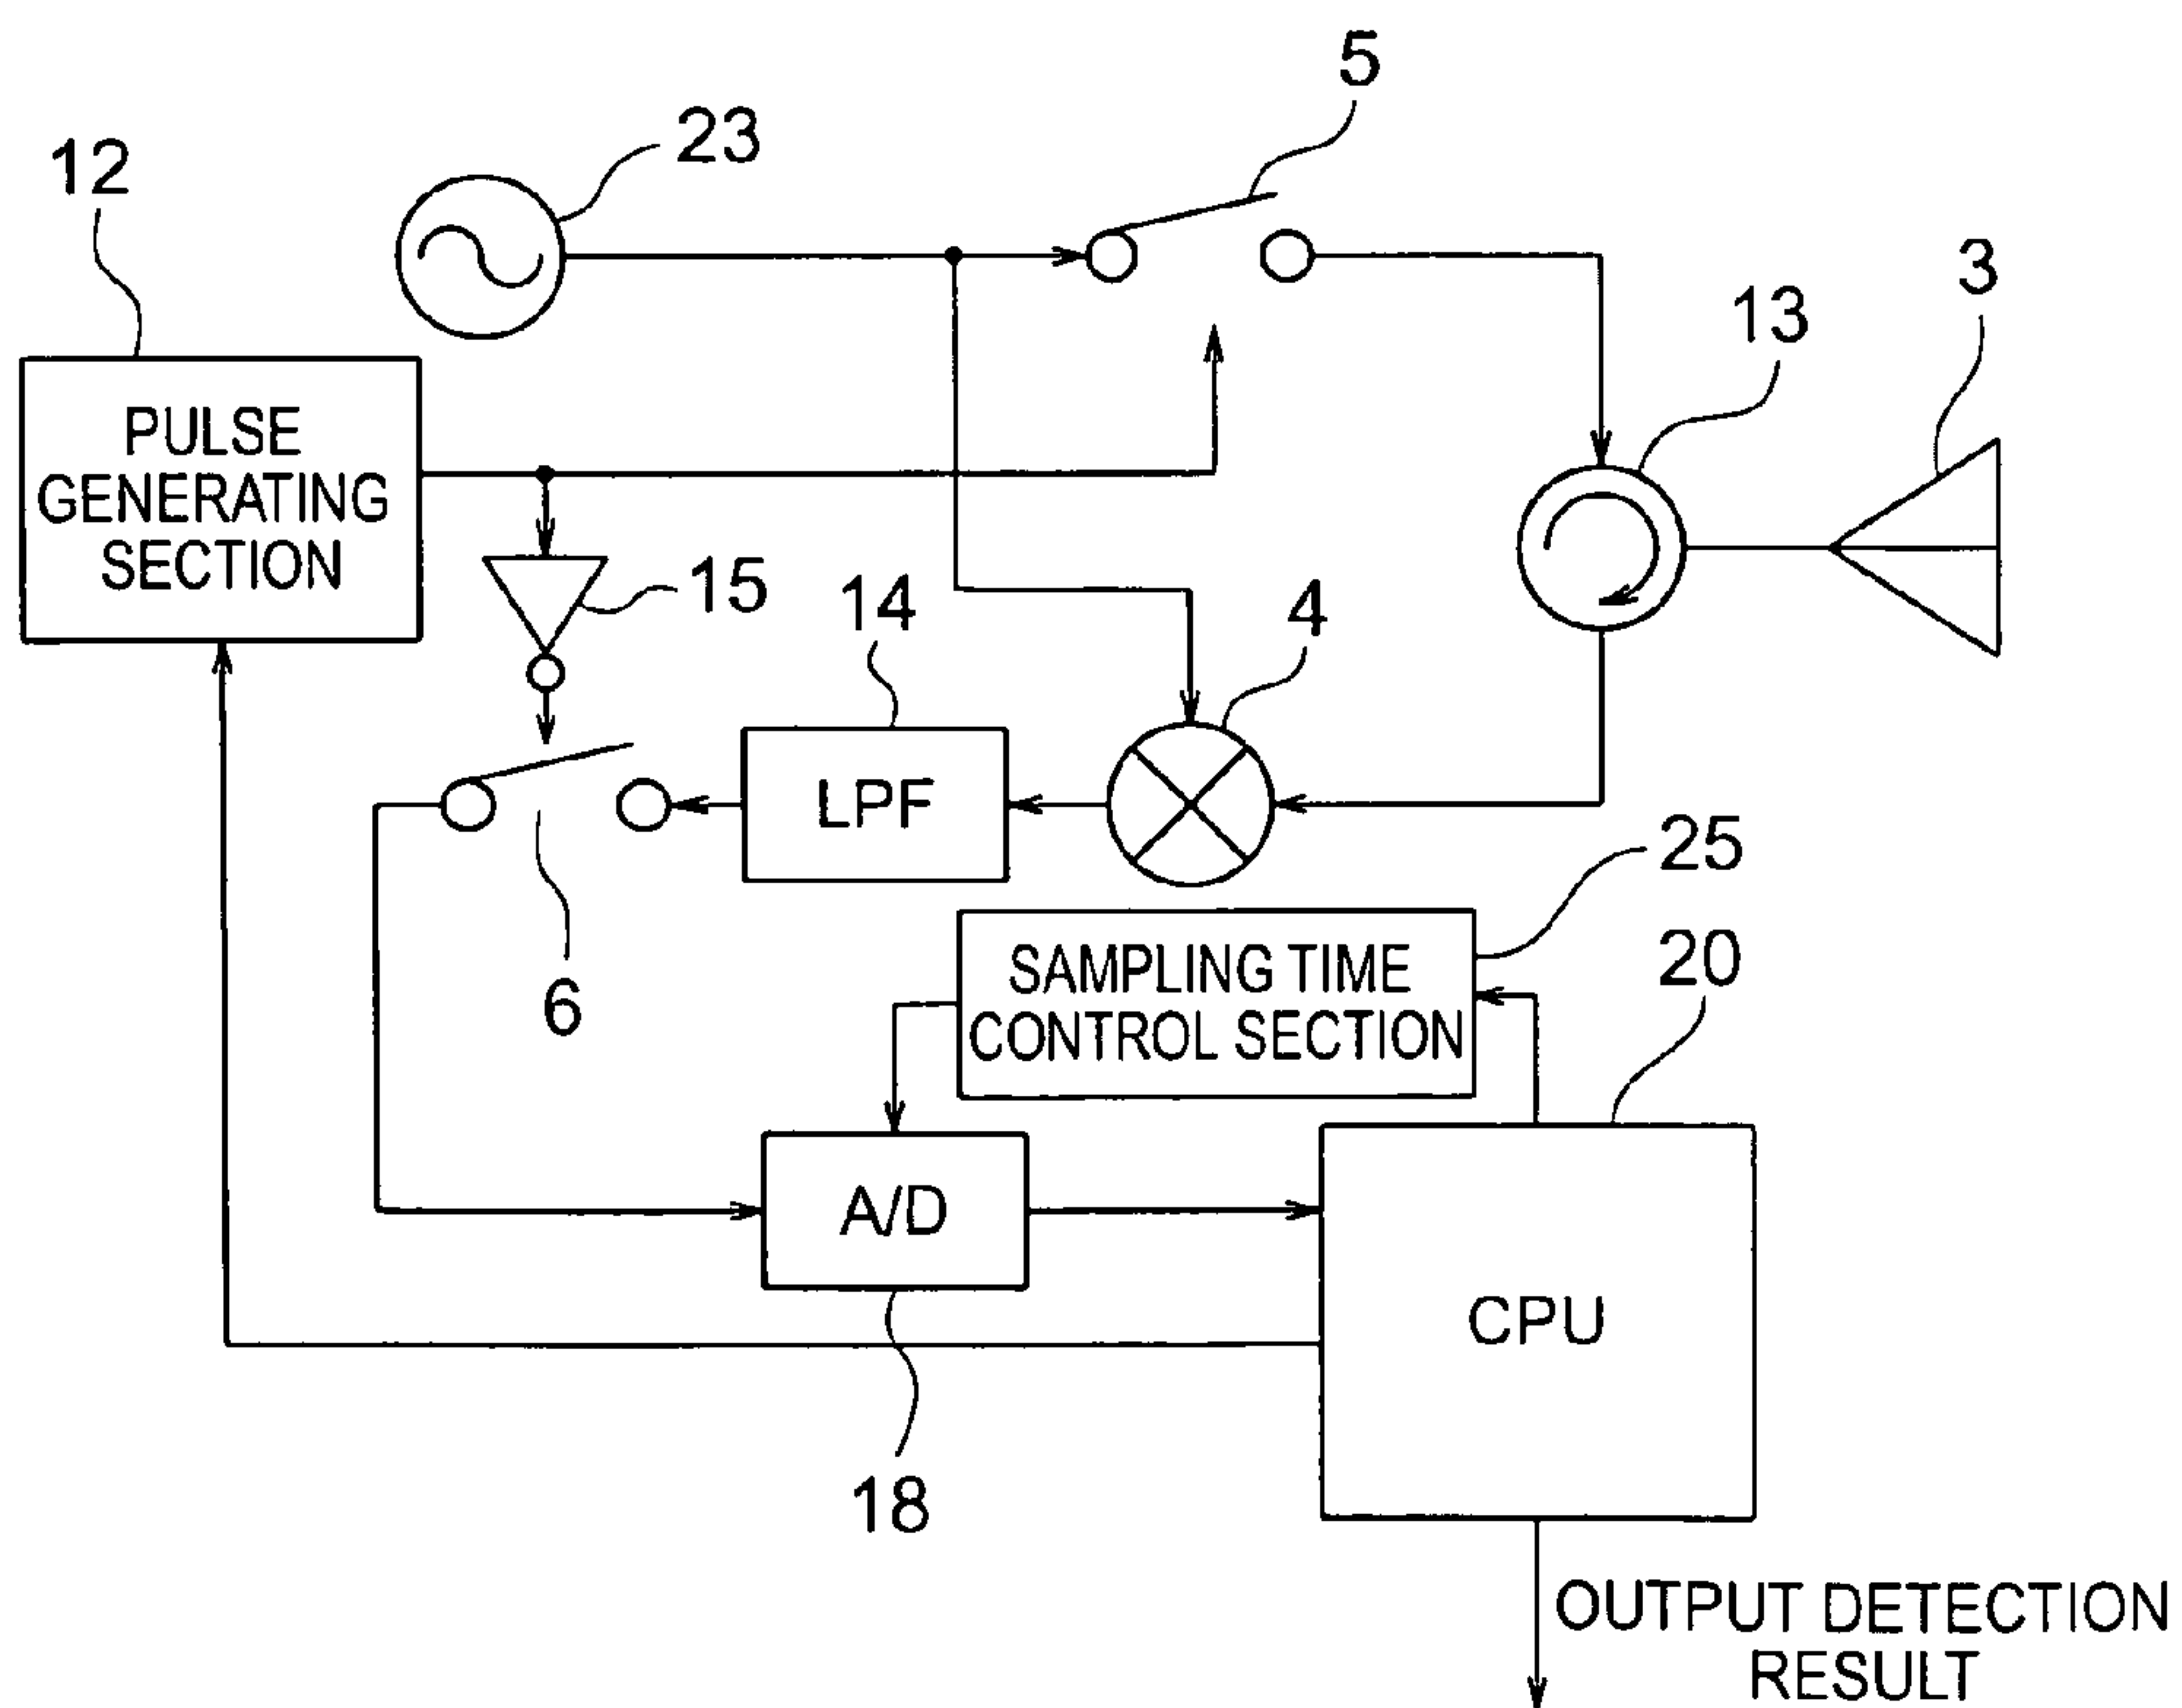 5
23
12
3
13
PULSE
GENERATING
SECTION
15
14
4
LPF
25
6
SAMPLING TIME
CONTROL SECTION
20
A/D
CPU
18
OUTPUT DETECTION
RESULT